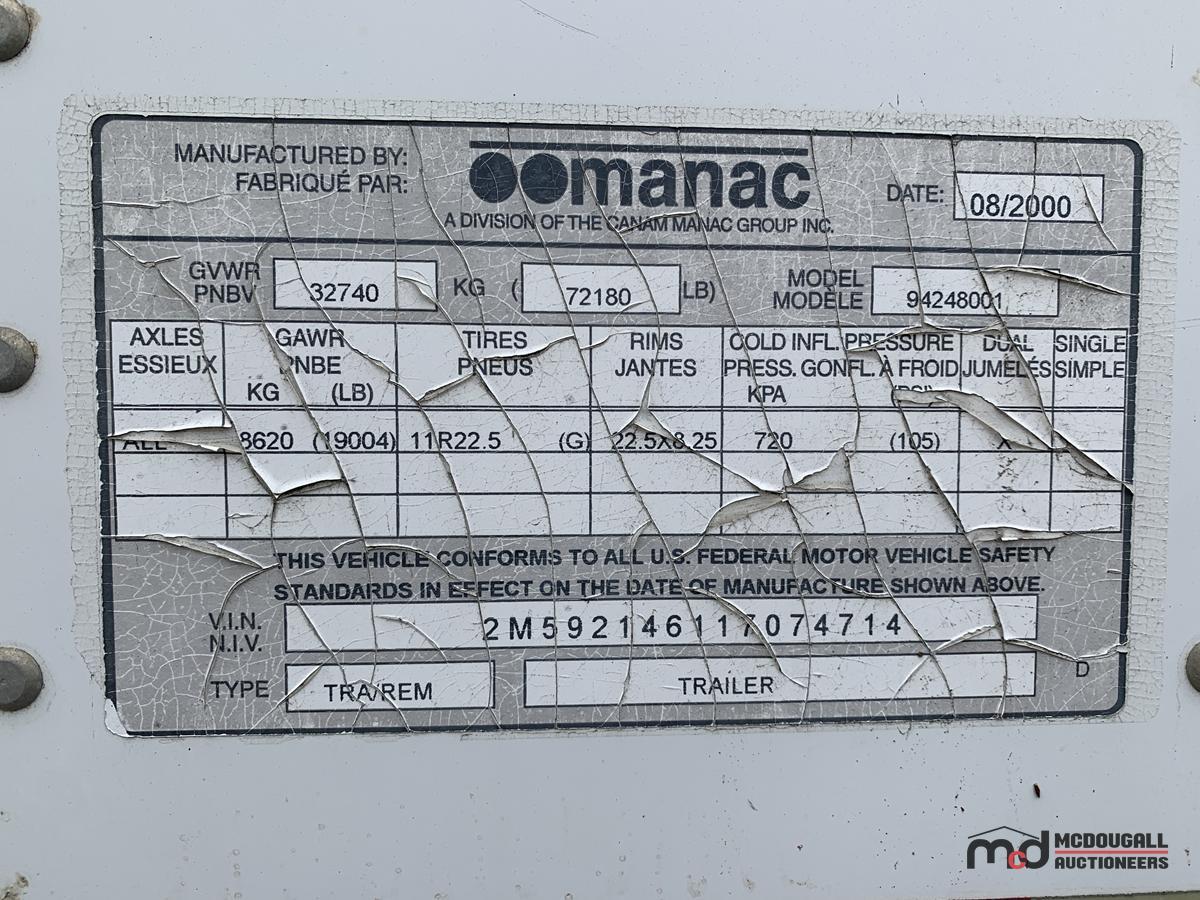 MANUFACTURED BY:
FABRIQUÉ PAR:
manac
A DIVISION OF THE CANAM MANAC GROUP INC.
DATE: 08/2000
GVWR
PNBV
32740 KG ( 72180 LB)
MODEL
MODÈLE
94248001
AXLES GAWR TIRES RIMS COLD INFL. PRESSURE DUAL SINGLE
ESSIEUX PNBE PNEUS JANTES PRESS. GONFL. À FROID JUMELÉS SIMPLE
KG (LB) KPA (PSI)
ALL 8620 (19004) 11R22.5 (G) 22.5X8.25 720 (105) X
THIS VEHICLE CONFORMS TO ALL U.S. FEDERAL MOTOR VEHICLE SAFETY
STANDARDS IN EFFECT ON THE DATE OF MANUFACTURE SHOWN ABOVE.
V.I.N.
N.I.V.
2M592146117074714
TYPE TRA/REM TRAILER D
mcd MCDOUGALL
AUCTIONEERS